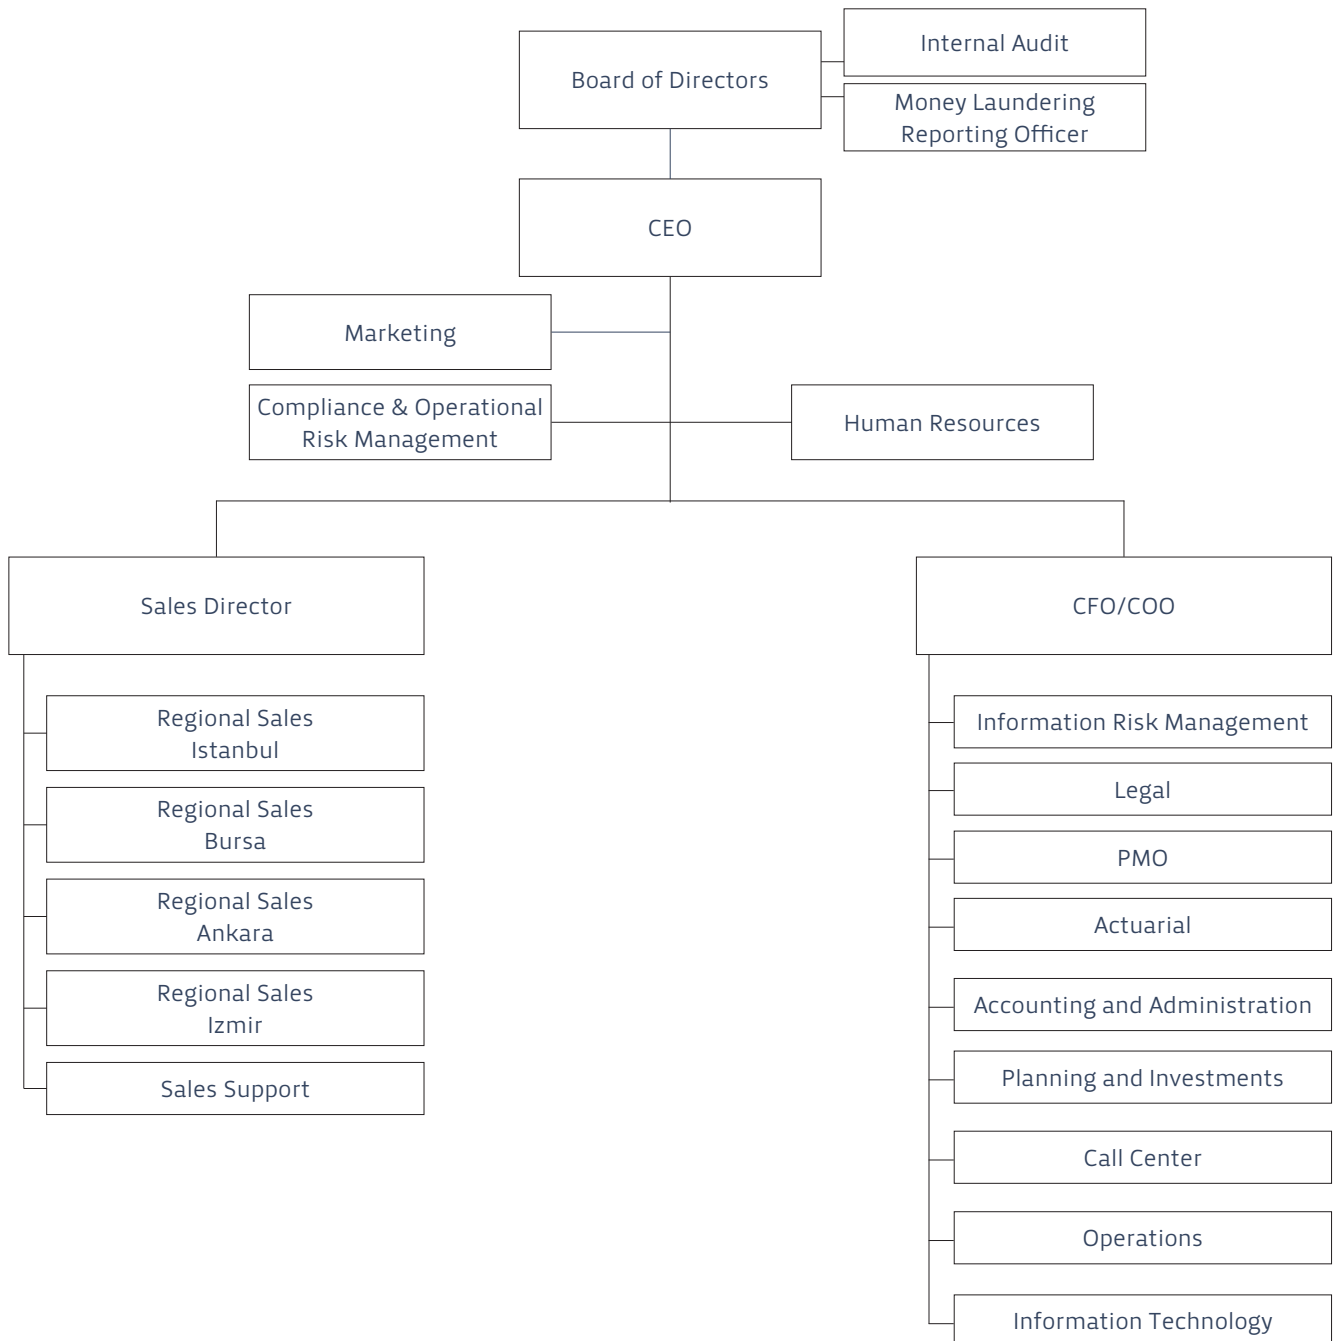 Internal Audit
Board of Directors
Money Laundering
Reporting Officer
CEO
Marketing
Compliance & Operational
Risk Management
Human Resources
Sales Director
CFO/COO
Regional Sales
Istanbul
Regional Sales
Bursa
Regional Sales
Ankara
Regional Sales
Izmir
Sales Support
Information Risk Management
Legal
PMO
Actuarial
Accounting and Administration
Planning and Investments
Call Center
Operations
Information Technology